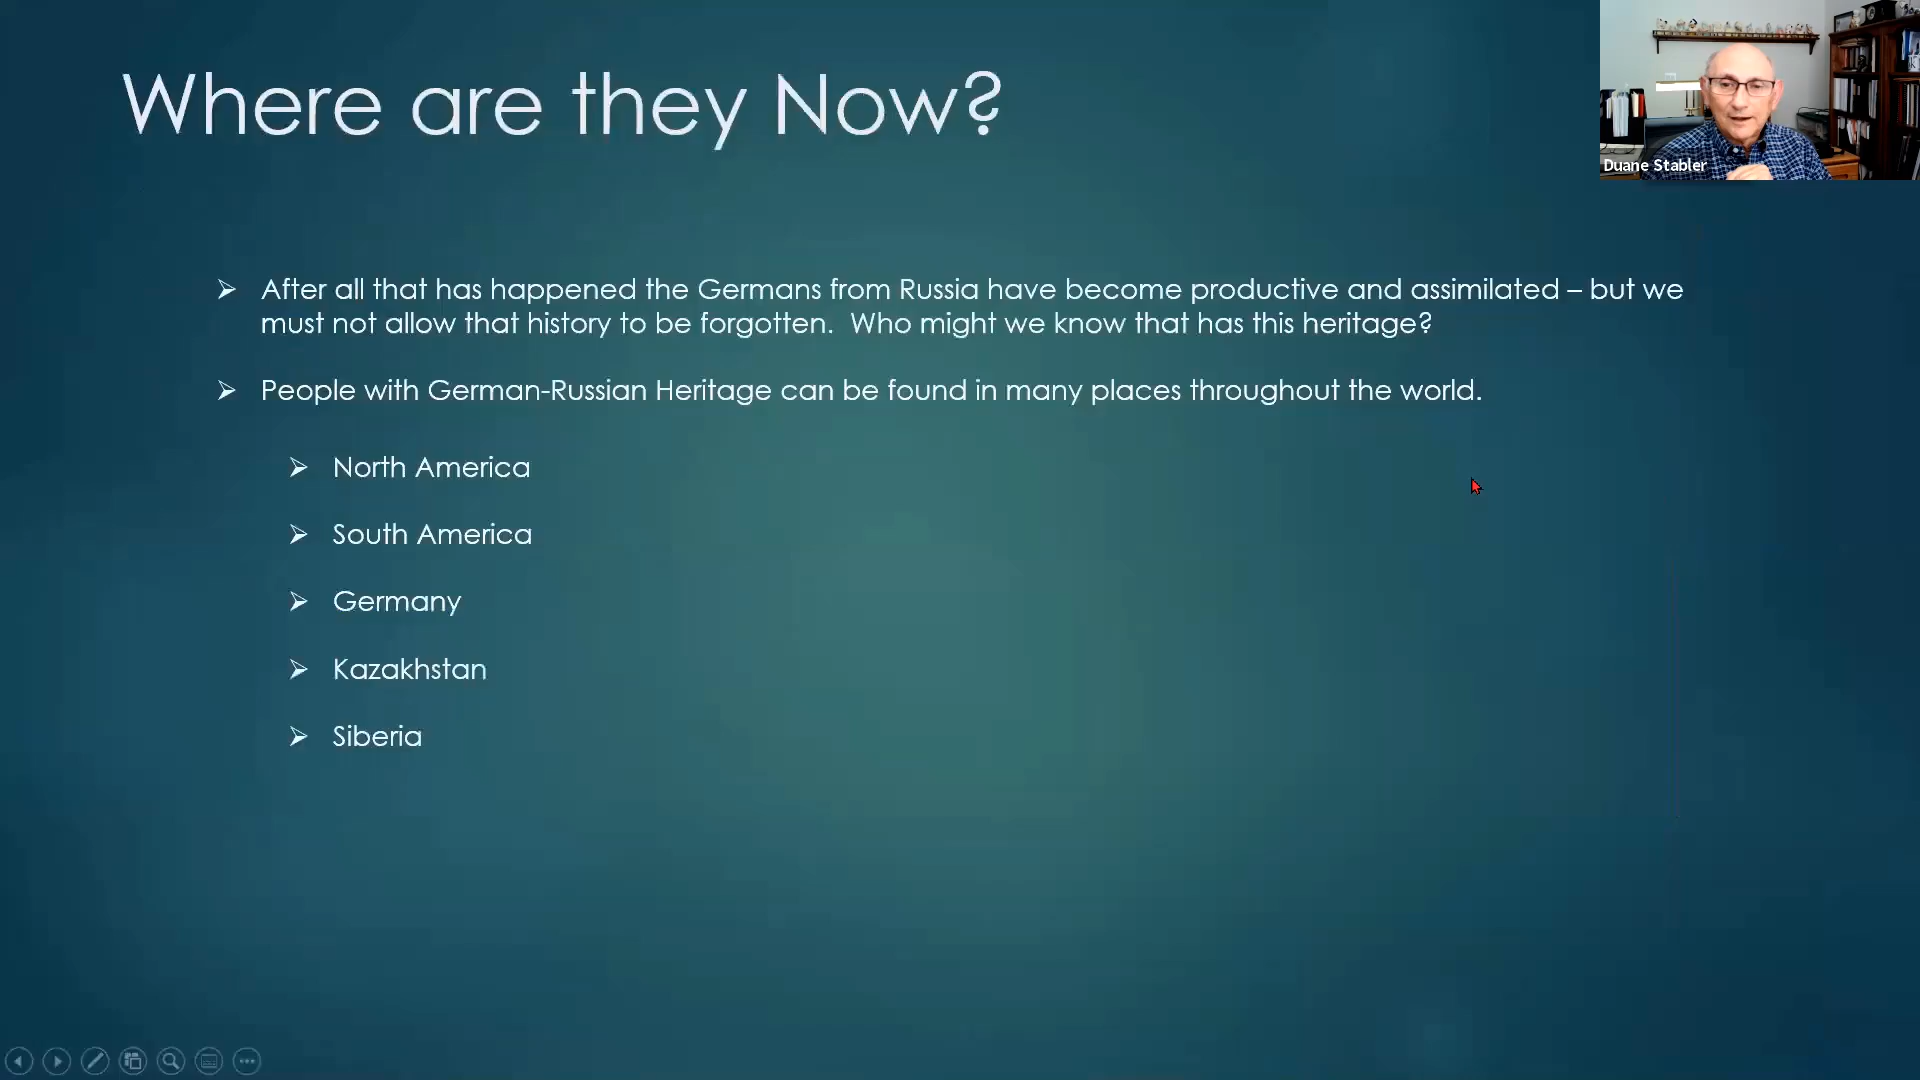 Where are they Now?
Duane Stabler
After all that has happened the Germans from Russia have become productive and assimilated – but we
must not allow that history to be forgotten.  Who might we know that has this heritage?
People with German-Russian Heritage can be found in many places throughout the world.
North America
South America
Germany
Kazakhstan
Siberia